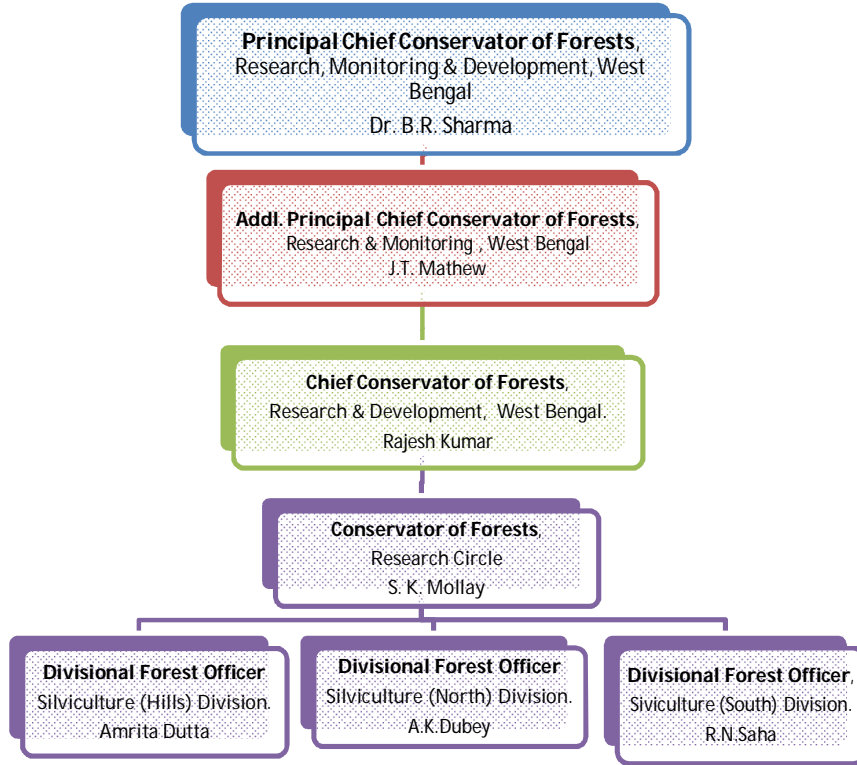 Principal Chief Conservator of Forests,
Research, Monitoring & Development, West
Bengal
Dr. B.R. Sharma
Addl. Principal Chief Conservator of Forests,
Research & Monitoring , West Bengal
J.T. Mathew
Chief Conservator of Forests,
Research & Development, West Bengal.
Rajesh Kumar
Conservator of Forests,
Research Circle
S. K. Mollay
Divisional Forest Officer
Silviculture (Hills) Division.
Amrita Dutta
Divisional Forest Officer
Silviculture (North) Division.
A.K.Dubey
Divisional Forest Officer,
Siviculture (South) Division.
R.N.Saha